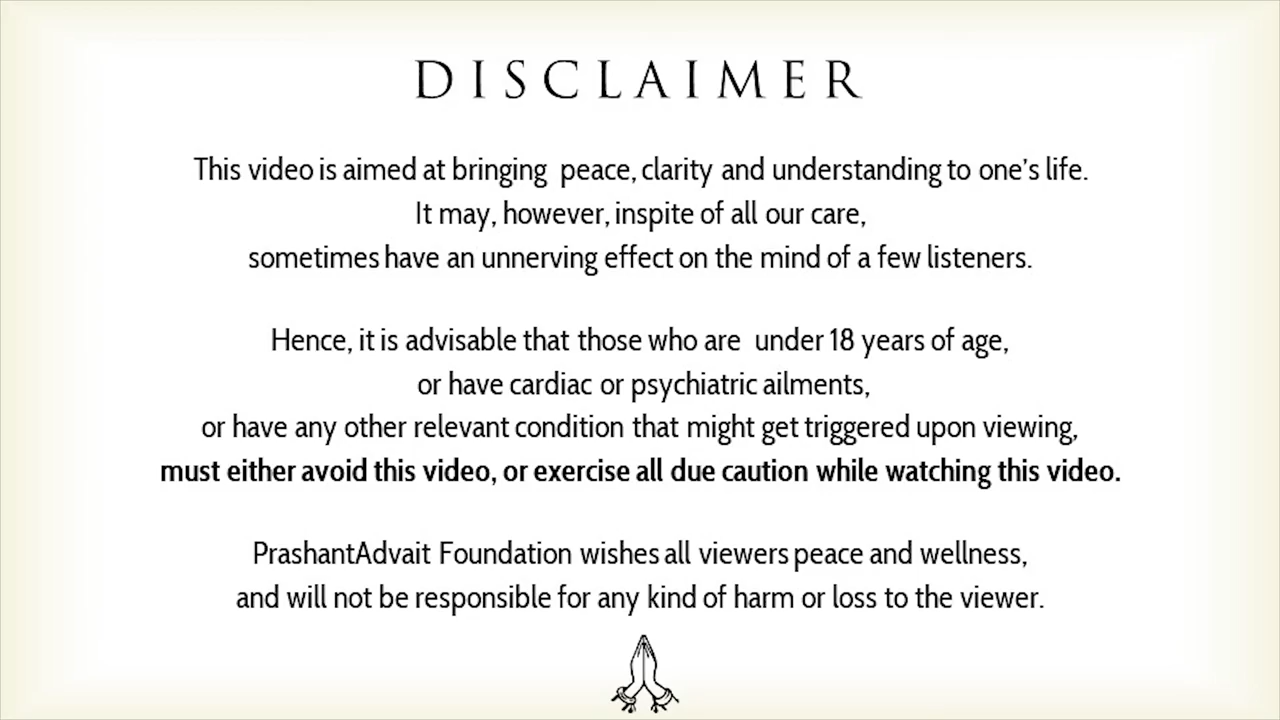 DISCLAIMER
This video is aimed at bringing peace, clarity and understanding to one's life.
It may, however, inspite of all our care,
sometimes have an unnerving effect on the mind of a few listeners.
Hence, it is advisable that those who are under 18 years of age,
or have cardiac or psychiatric ailments,
or have any other relevant condition that might get triggered upon viewing,
must either avoid this video, or exercise all due caution while watching this video.
PrashantAdvait Foundation wishes all viewers peace and wellness,
and will not be responsible for any kind of harm or loss to the viewer.